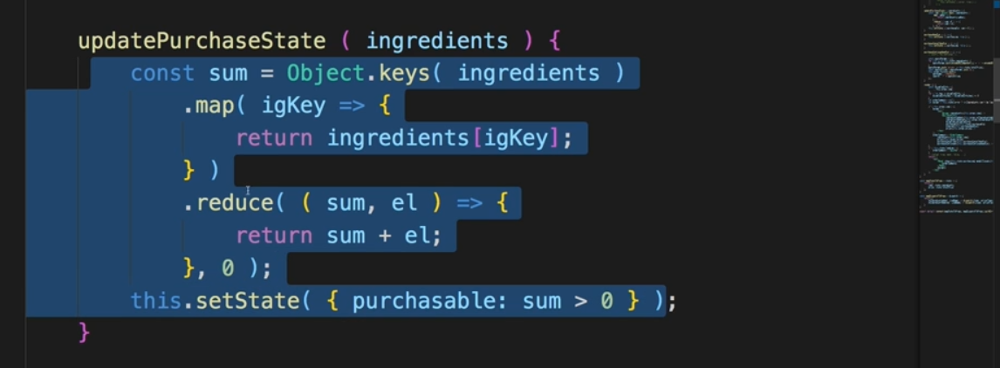 updatePurchaseState ( ingredients ) {
    const sum = Object.keys( ingredients )
        .map( igKey => {
            return ingredients[igKey];
        } )
        .reduce( ( sum, el ) => {
            return sum + el;
        }, 0 );
    this.setState( { purchasable: sum > 0 } );
}